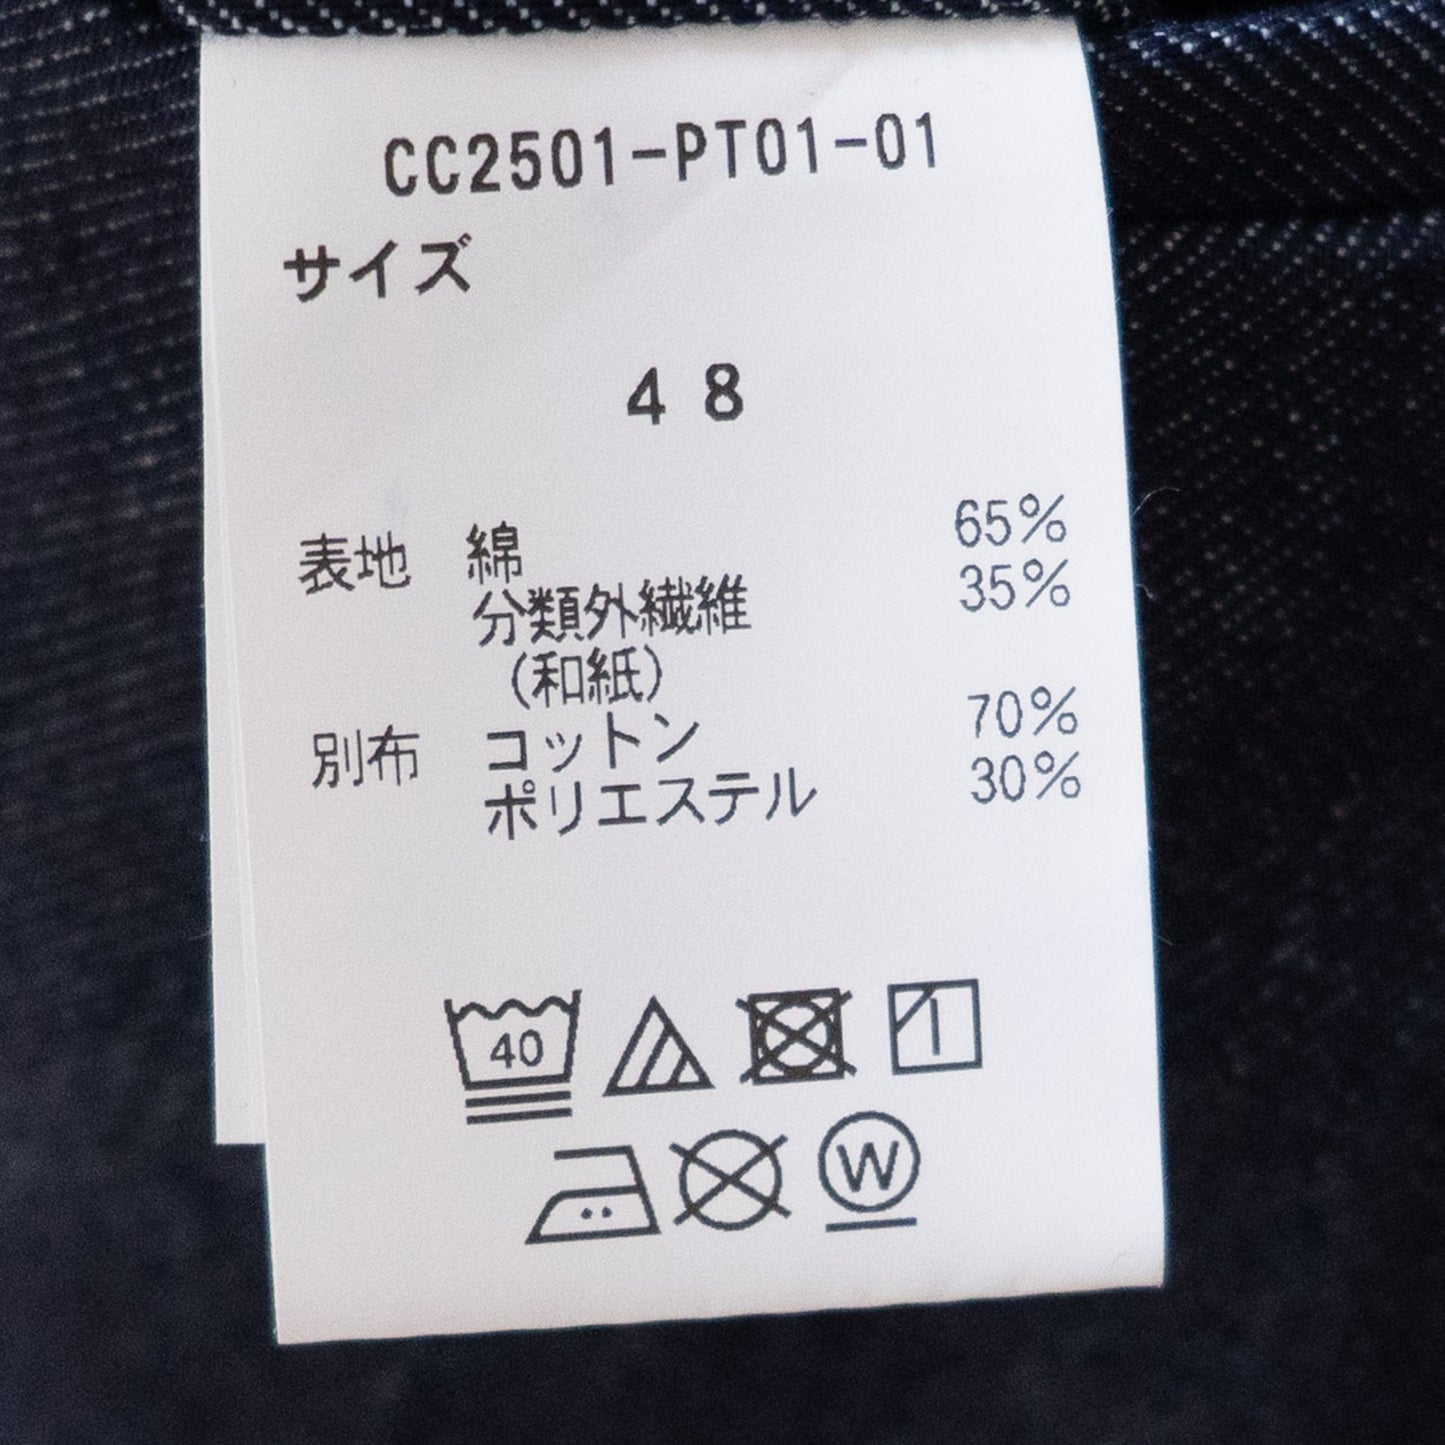 CC2501-PT01-01
サイズ
48
表地 綿 65%
分類外繊維 35%
(和紙)
別布 コットン 70%
ポリエステル 30%
40
W